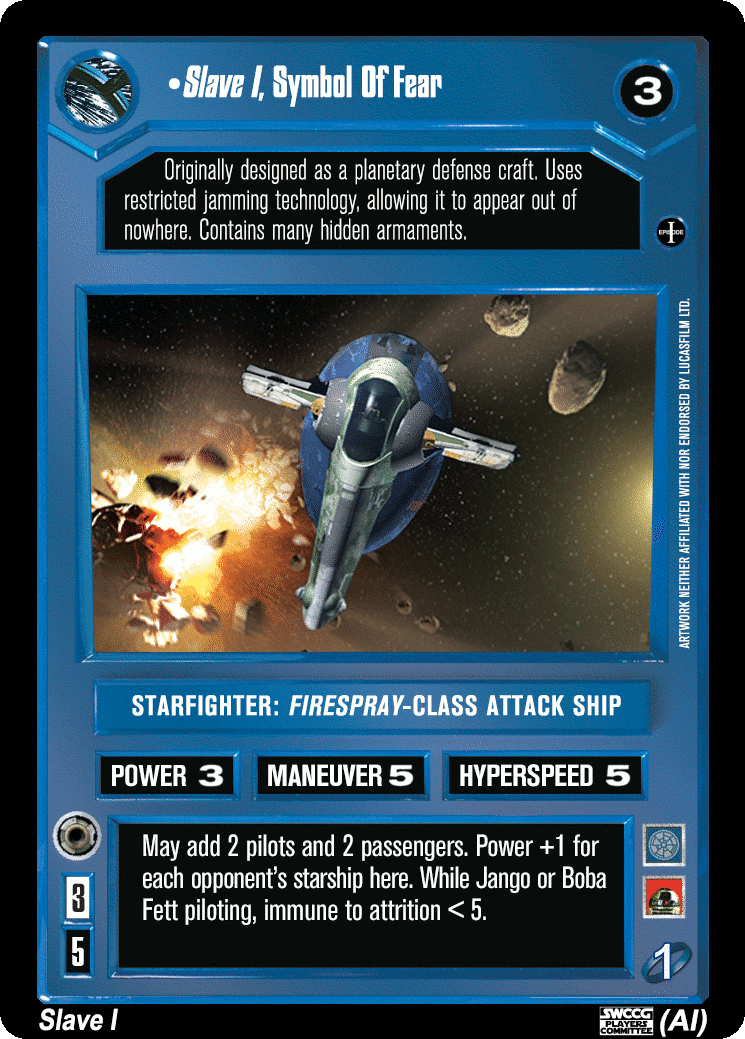 •Slave I, Symbol Of Fear
3
Originally designed as a planetary defense craft. Uses
restricted jamming technology, allowing it to appear out of
nowhere. Contains many hidden armaments.
EPISODE
I
ARTWORK NEITHER AFFILIATED WITH NOR ENDORSED BY LUCASFILM LTD.
STARFIGHTER: FIRESPRAY-CLASS ATTACK SHIP
POWER 3
MANEUVER 5
HYPERSPEED 5
May add 2 pilots and 2 passengers. Power +1 for
each opponent's starship here. While Jango or Boba
Fett piloting, immune to attrition < 5.
3
5
1
Slave I
SWCCG
PLAYERS
COMMITTEE
(AI)